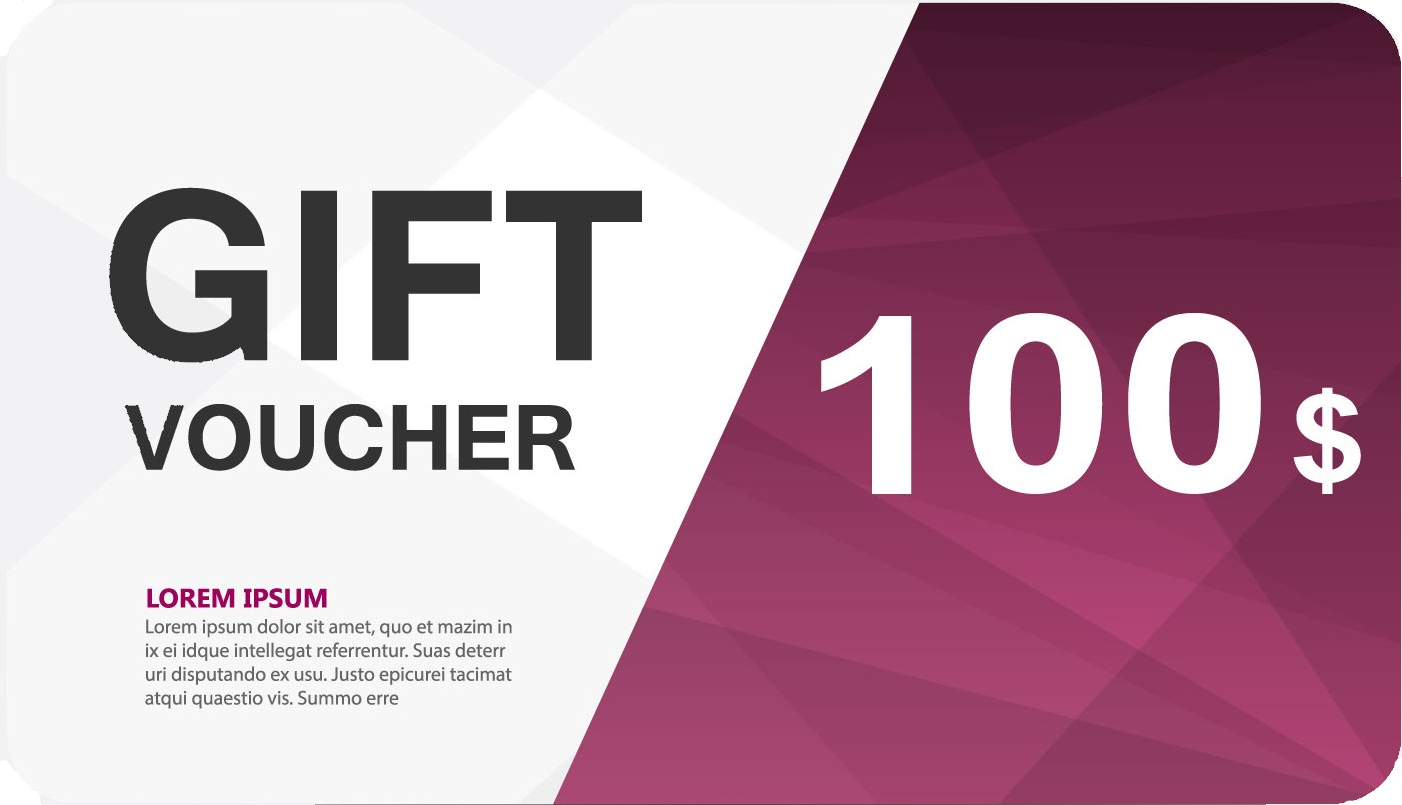 GIFT
VOUCHER
100$
LOREM IPSUM
Lorem ipsum dolor sit amet, quo et mazim in
ix ei idque intellegat referrentur. Suas deterr
uri disputando ex usu. Justo epicurei tacimat
atqui quaestio vis. Summo erre